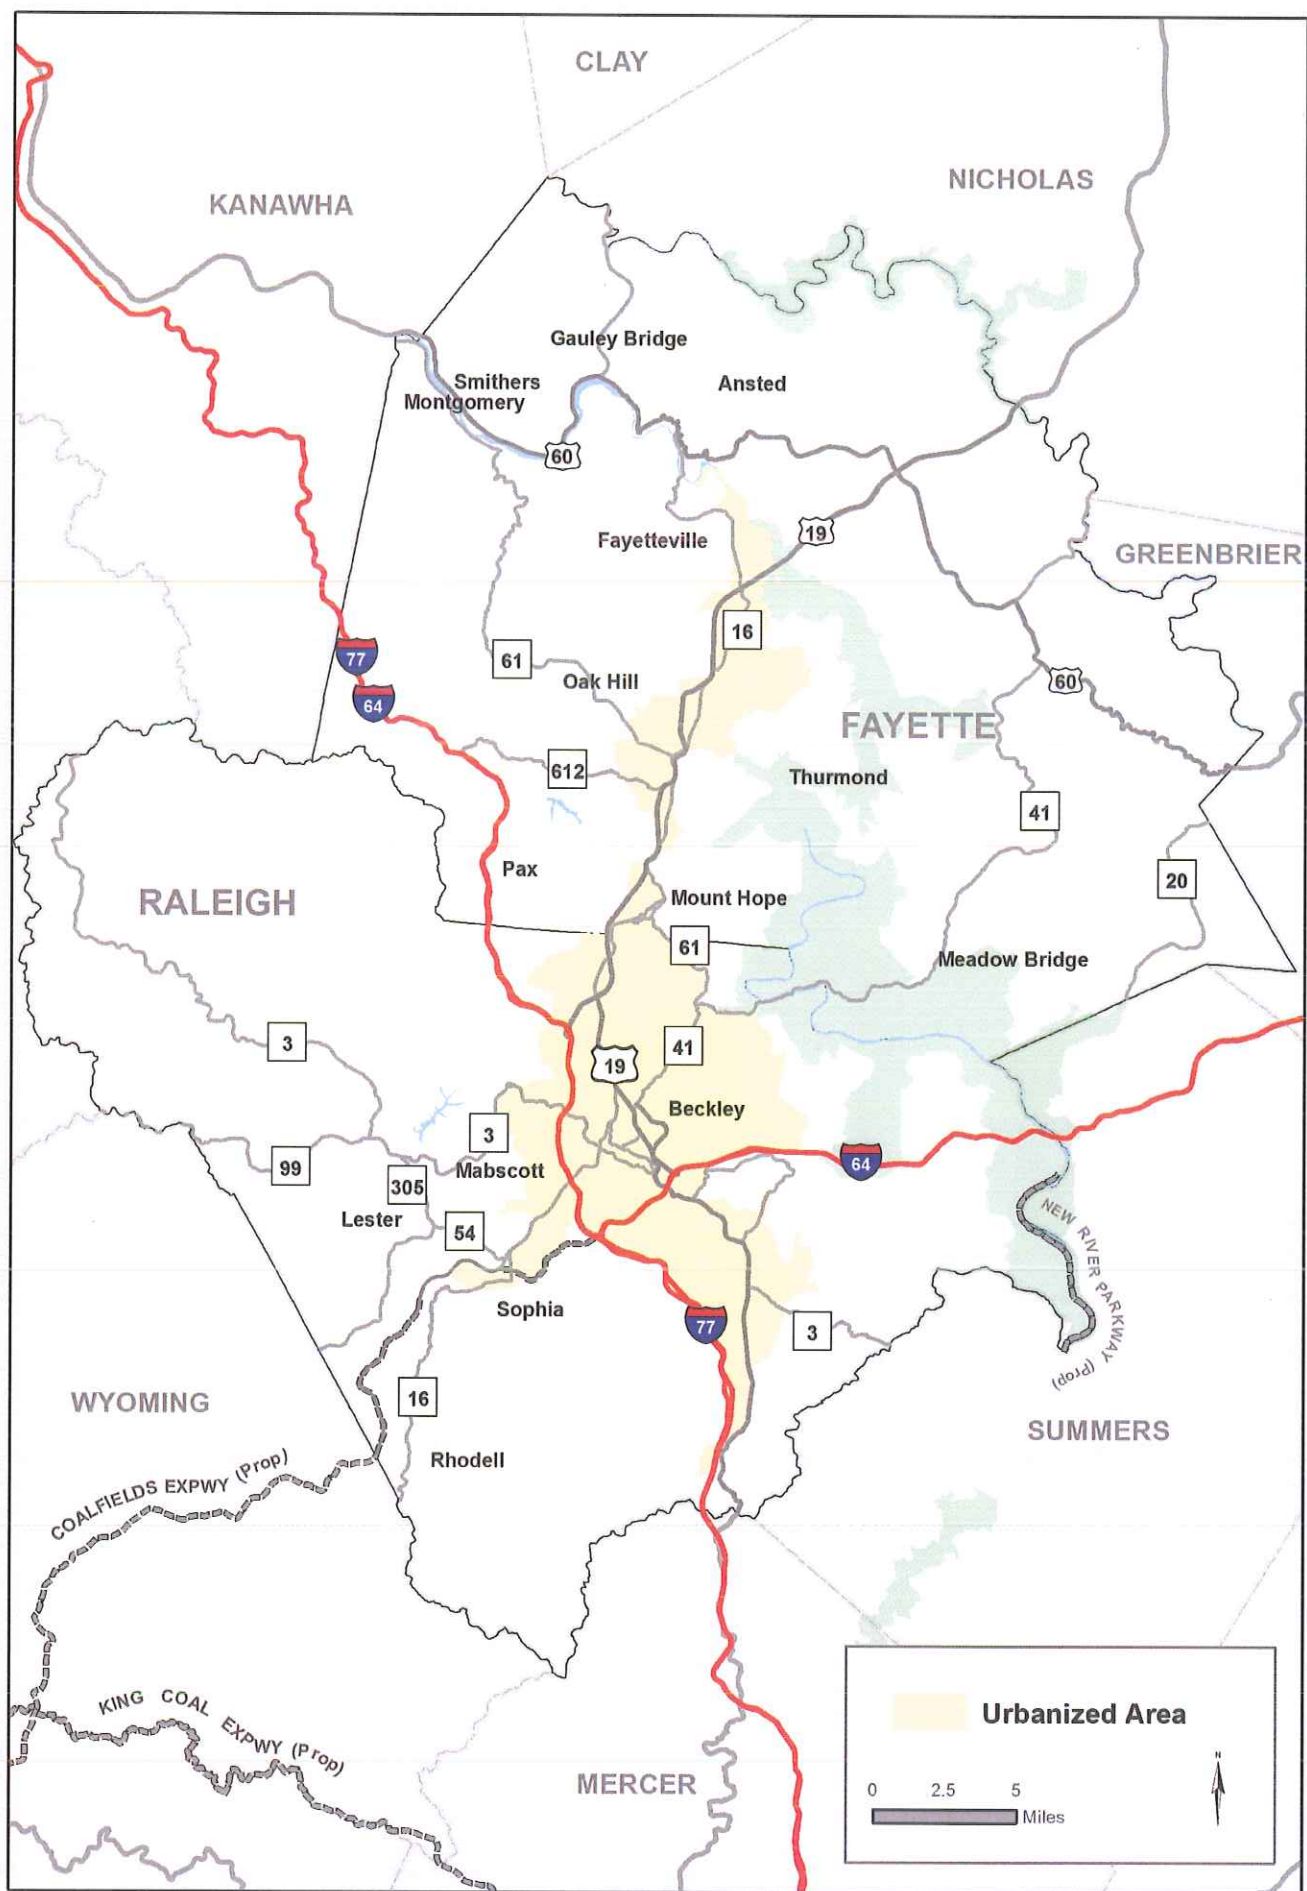 CLAY
NICHOLAS
KANAWHA
Gauley Bridge
Smithers
Ansted
Montgomery
60
19
Fayetteville
GREENBRIER
16
77
61
Oak Hill
60
64
FAYETTE
612
Thurmond
41
Pax
20
RALEIGH
Mount Hope
61
Meadow Bridge
3
41
19
Beckley
3
99
Mabscott
64
305
Lester
54
NEW RIVER PARKWAY (Prop)
Sophia
77
3
WYOMING
16
SUMMERS
Rhodell
COALFIELDS EXPWY (Prop)
KING COAL EXPWY (Prop)
MERCER
Urbanized Area
N
0 2.5 5
Miles